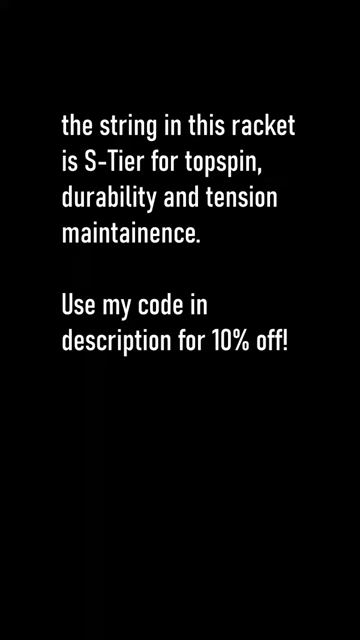 the string in this racket
is S-Tier for topspin,
durability and tension
maintainence.
Use my code in
description for 10% off!